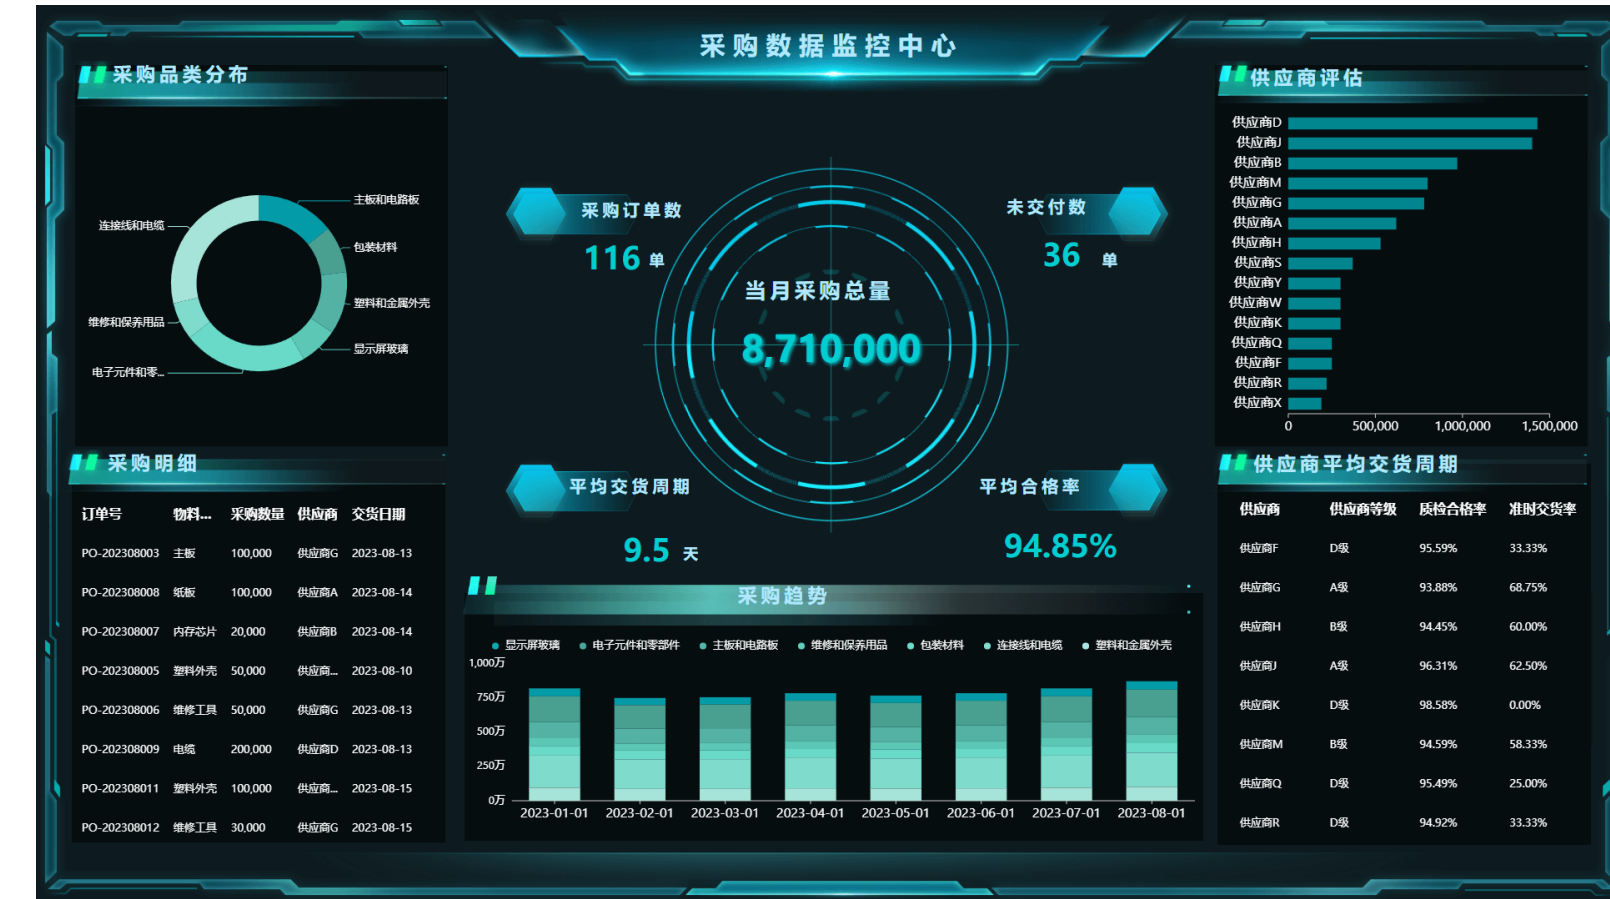 采购数据监控中心
采购品类分布
主板和电路板
包装材料
塑料和金属外壳
显示屏玻璃
电子元件和零...
维修和保养用品
连接线和电缆
采购明细
订单号 物料... 采购数量 供应商 交货日期
PO-202308003 主板 100,000 供应商G 2023-08-13
PO-202308008 纸板 100,000 供应商A 2023-08-14
PO-202308007 内存芯片 20,000 供应商B 2023-08-14
PO-202308005 塑料外壳 50,000 供应商... 2023-08-10
PO-202308006 维修工具 50,000 供应商G 2023-08-13
PO-202308009 电缆 200,000 供应商D 2023-08-13
PO-202308011 塑料外壳 100,000 供应商... 2023-08-15
PO-202308012 维修工具 30,000 供应商G 2023-08-15
采购订单数
116 单
未交付数
36 单
当月采购总量
8,710,000
平均交货周期
9.5 天
平均合格率
94.85%
采购趋势
显示屏玻璃 电子元件和零部件 主板和电路板 维修和保养用品 包装材料 连接线和电缆 塑料和金属外壳
1,000万
750万
500万
250万
0万
2023-01-01 2023-02-01 2023-03-01 2023-04-01 2023-05-01 2023-06-01 2023-07-01 2023-08-01
供应商评估
供应商D
供应商J
供应商B
供应商M
供应商G
供应商A
供应商H
供应商S
供应商Y
供应商W
供应商K
供应商Q
供应商F
供应商R
供应商X
0 500,000 1,000,000 1,500,000
供应商平均交货周期
供应商 供应商等级 质检合格率 准时交货率
供应商F D级 95.59% 33.33%
供应商G A级 93.88% 68.75%
供应商H B级 94.45% 60.00%
供应商J A级 96.31% 62.50%
供应商K D级 98.58% 0.00%
供应商M B级 94.59% 58.33%
供应商Q D级 95.49% 25.00%
供应商R D级 94.92% 33.33%